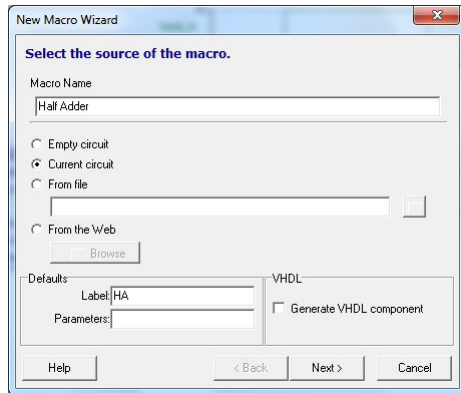 New Macro Wizard
Select the source of the macro.
Macro Name
Half Adder
Empty circuit
Current circuit
From file
From the Web
Browse
Defaults
Label: HA
Parameters:
VHDL
Generate VHDL component
Help
< Back
Next >
Cancel